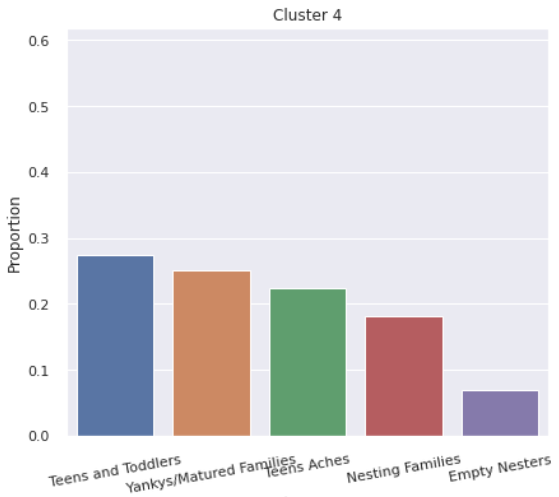 Cluster 4
0.6
0.5
0.4
0.3
0.2
0.1
0.0
Proportion
Teens and Toddlers
Yankys/Matured Families
Teens Aches
Nesting Families
Empty Nesters